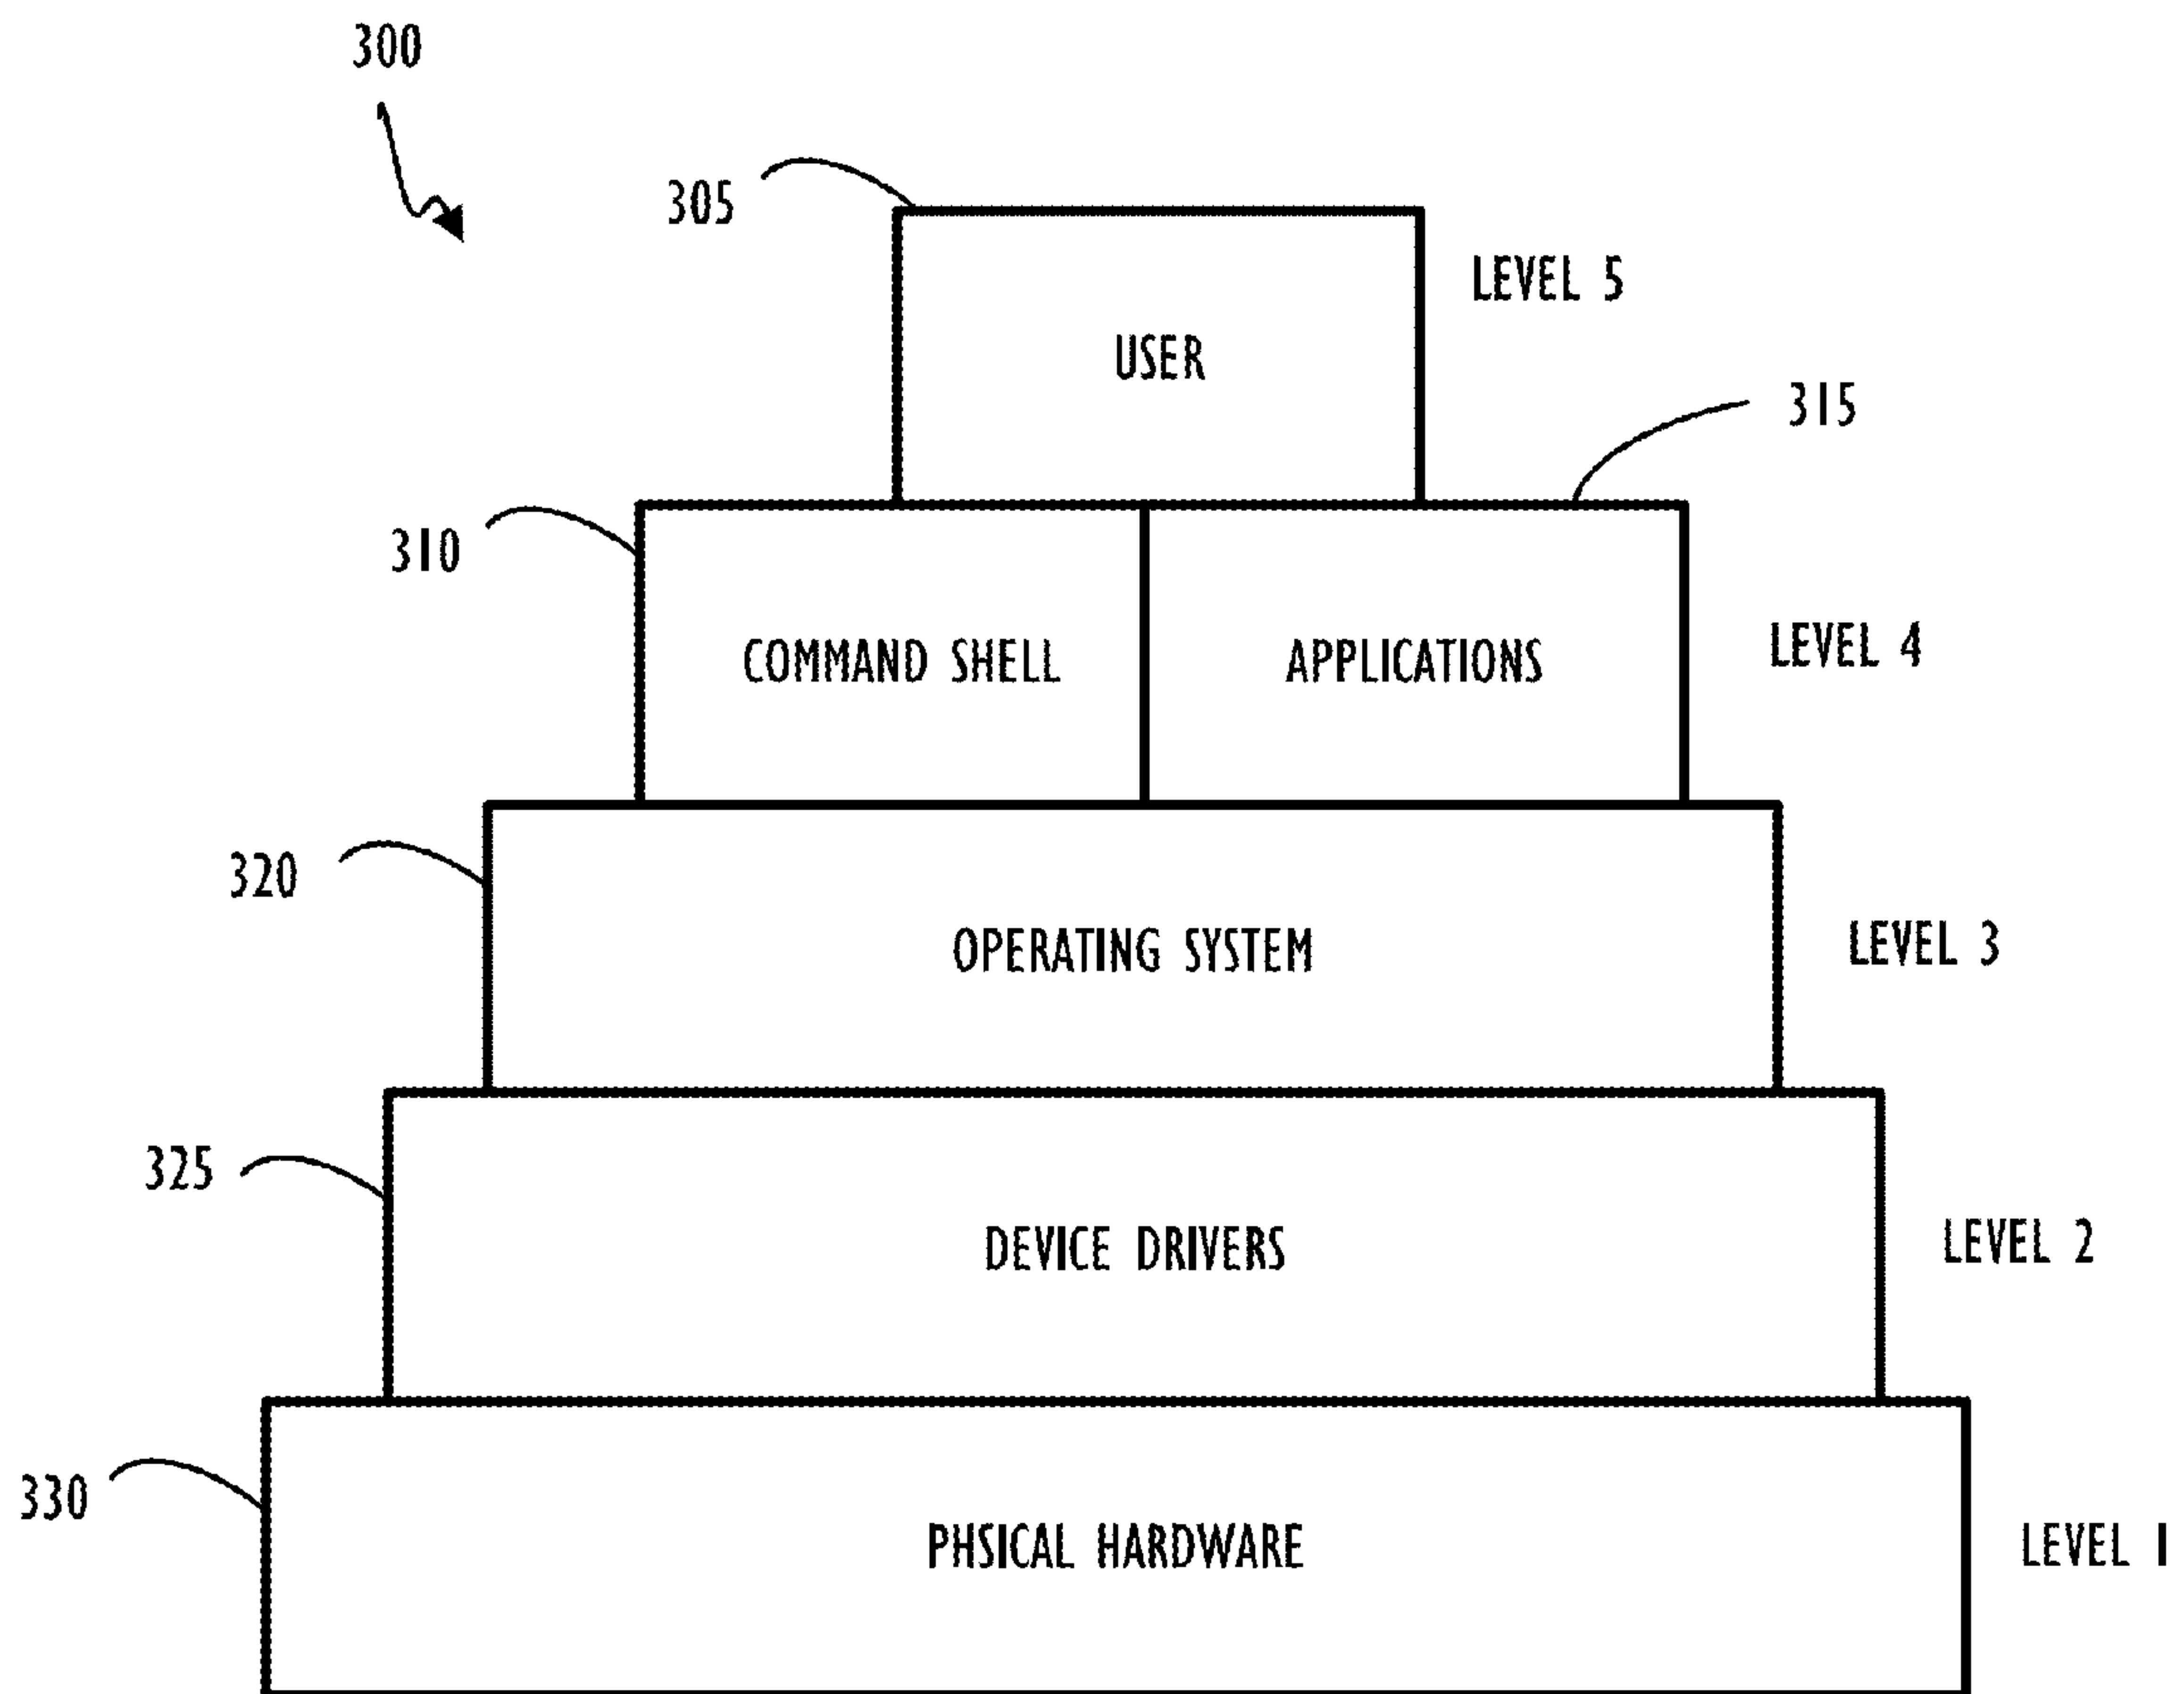 300
305
LEVEL 5
USER
315
310
COMMAND SHELL
APPLICATIONS
LEVEL 4
320
OPERATING SYSTEM
LEVEL 3
325
DEVICE DRIVERS
LEVEL 2
330
PHSICAL HARDWARE
LEVEL 1